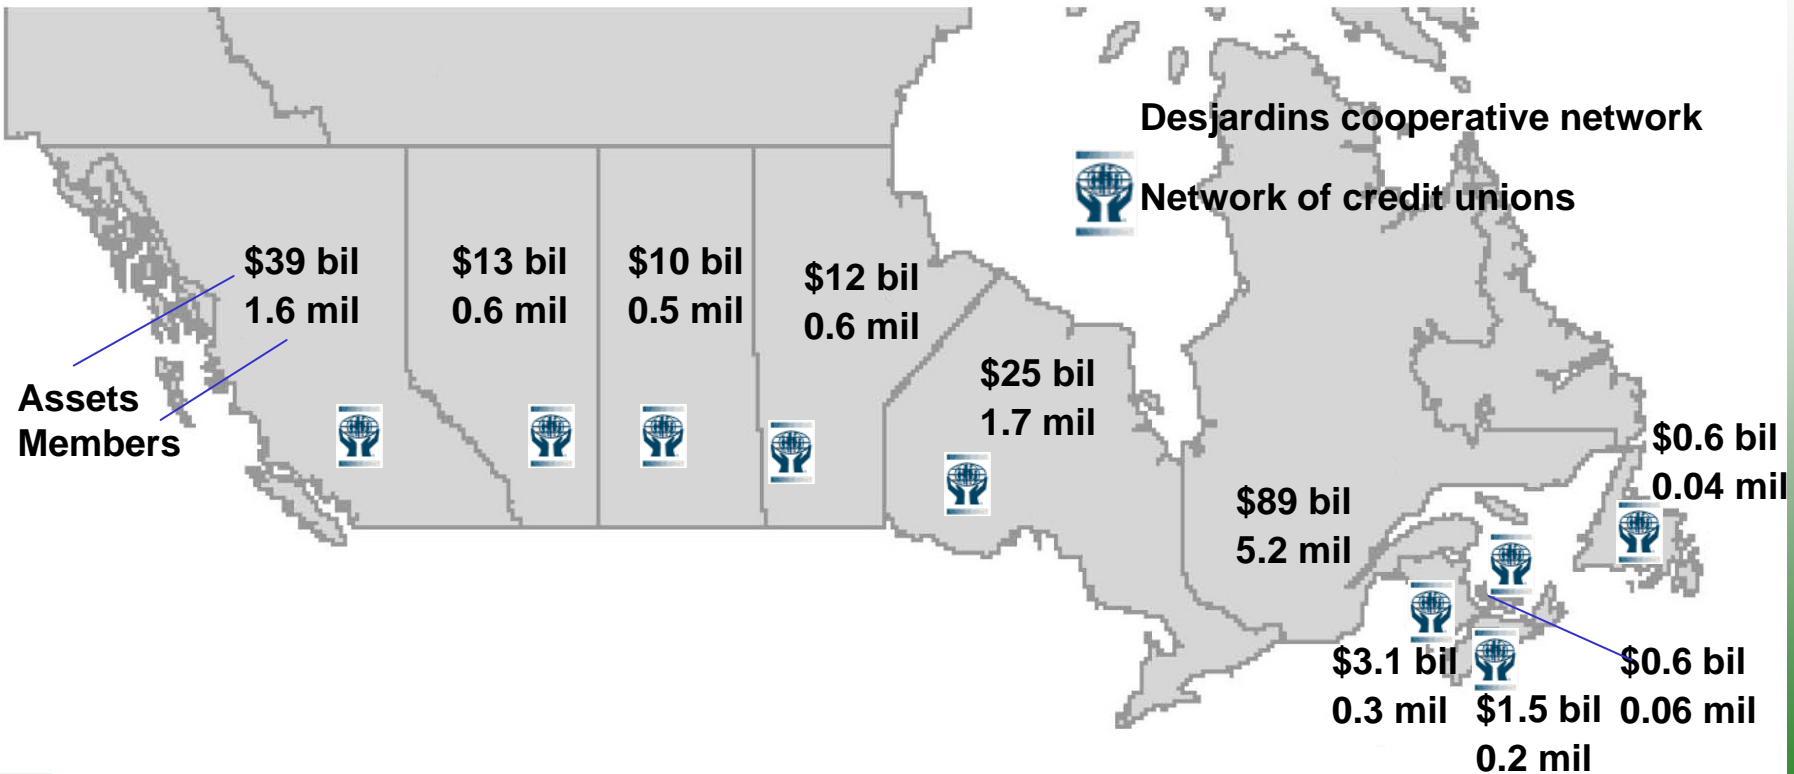 Desjardins cooperative network
Network of credit unions
$39 bil
1.6 mil
$13 bil
0.6 mil
$10 bil
0.5 mil
$12 bil
0.6 mil
$25 bil
1.7 mil
Assets
Members
$89 bil
5.2 mil
$0.6 bil
0.04 mil
$3.1 bil
0.3 mil
$1.5 bil
0.2 mil
$0.6 bil
0.06 mil